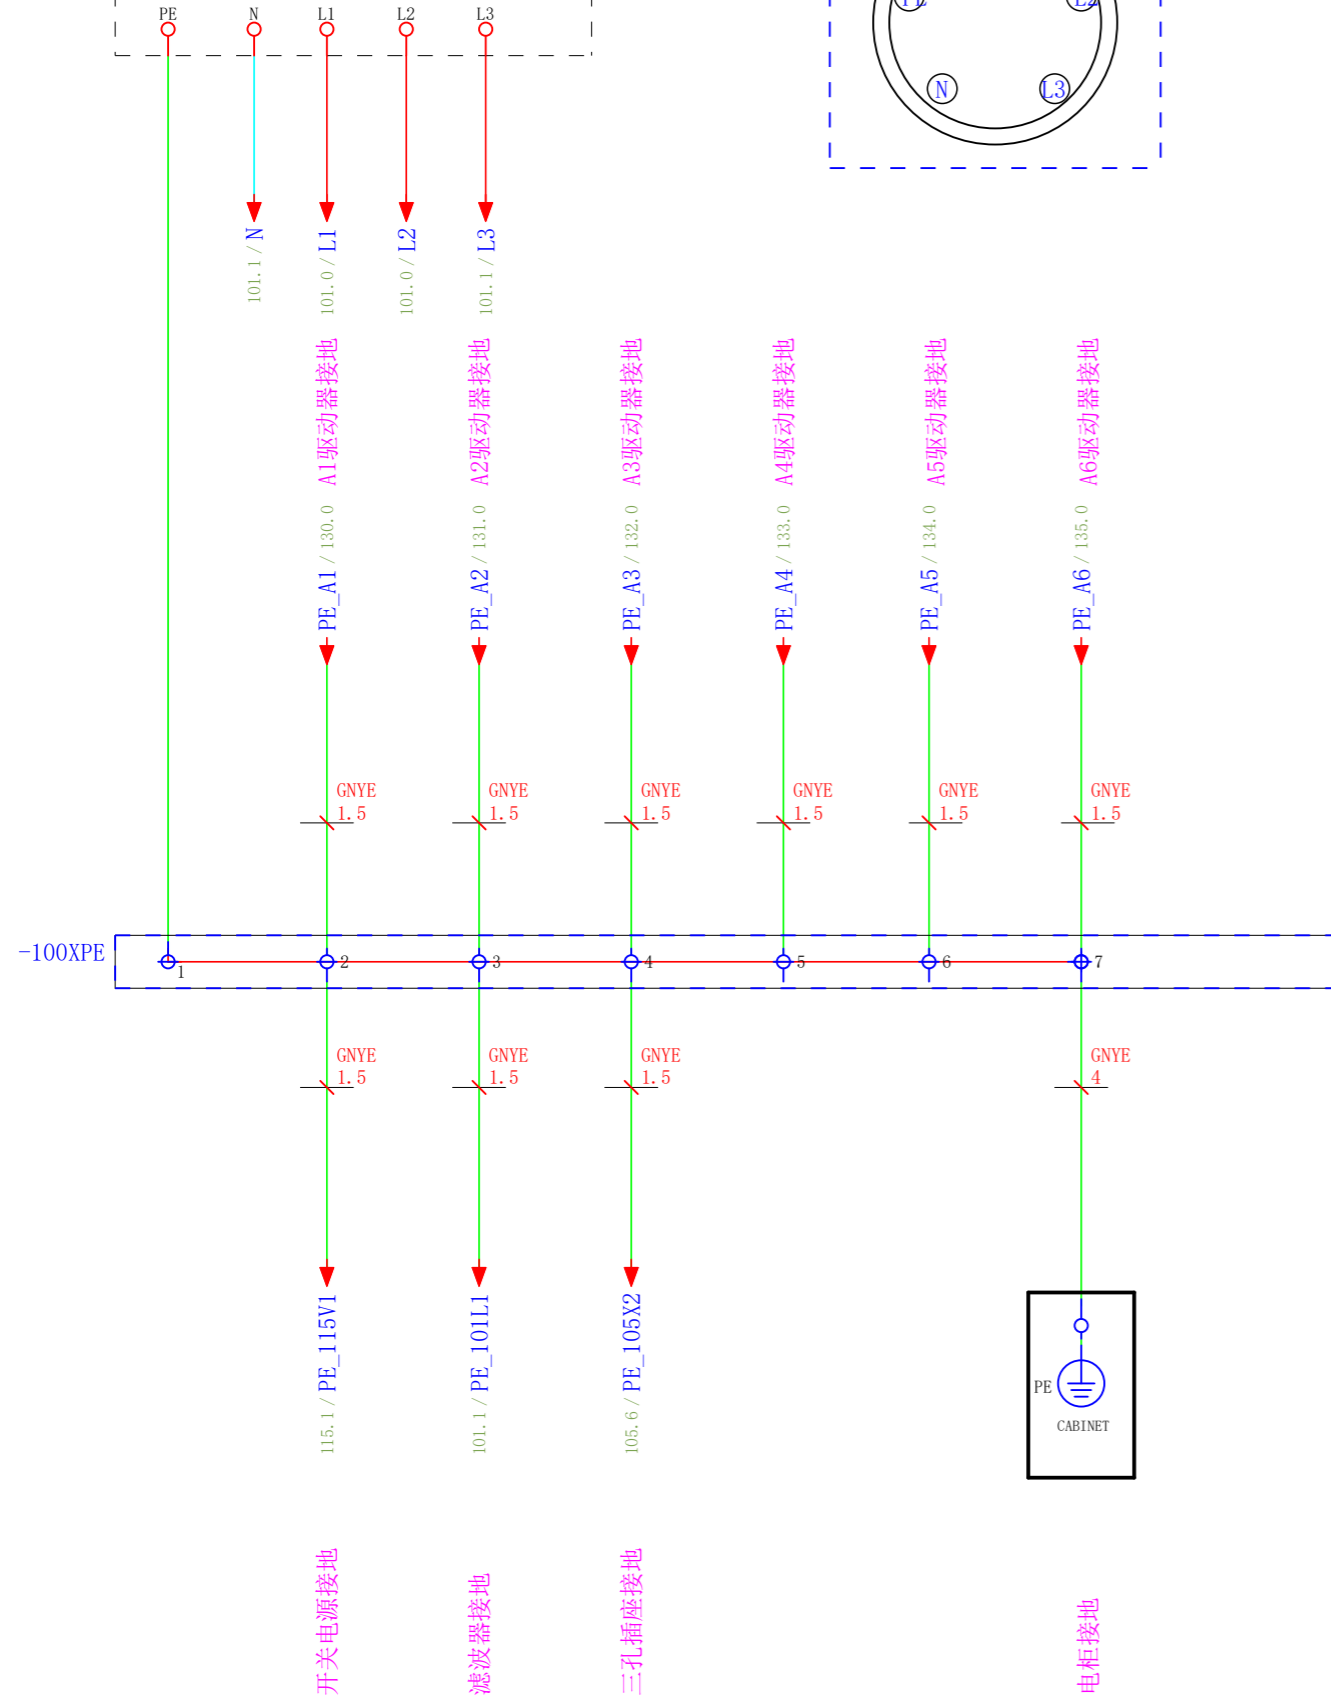 PE N L1 L2 L3
PE L2
N L3
101.1 / N
101.0 / L1
101.0 / L2
101.1 / L3
PE_A1 / 130.0 A1驱动器接地
PE_A2 / 131.0 A2驱动器接地
PE_A3 / 132.0 A3驱动器接地
PE_A4 / 133.0 A4驱动器接地
PE_A5 / 134.0 A5驱动器接地
PE_A6 / 135.0 A6驱动器接地
GNYE GNYE GNYE GNYE GNYE GNYE
1.5 1.5 1.5 1.5 1.5 1.5
-100XPE
1 2 3 4 5 6 7
GNYE GNYE GNYE GNYE
1.5 1.5 1.5 4
115.1 / PE_115V1
101.1 / PE_101L1
105.6 / PE_105X2
PE
CABINET
开关电源接地
滤波器接地
三孔插座接地
电柜接地